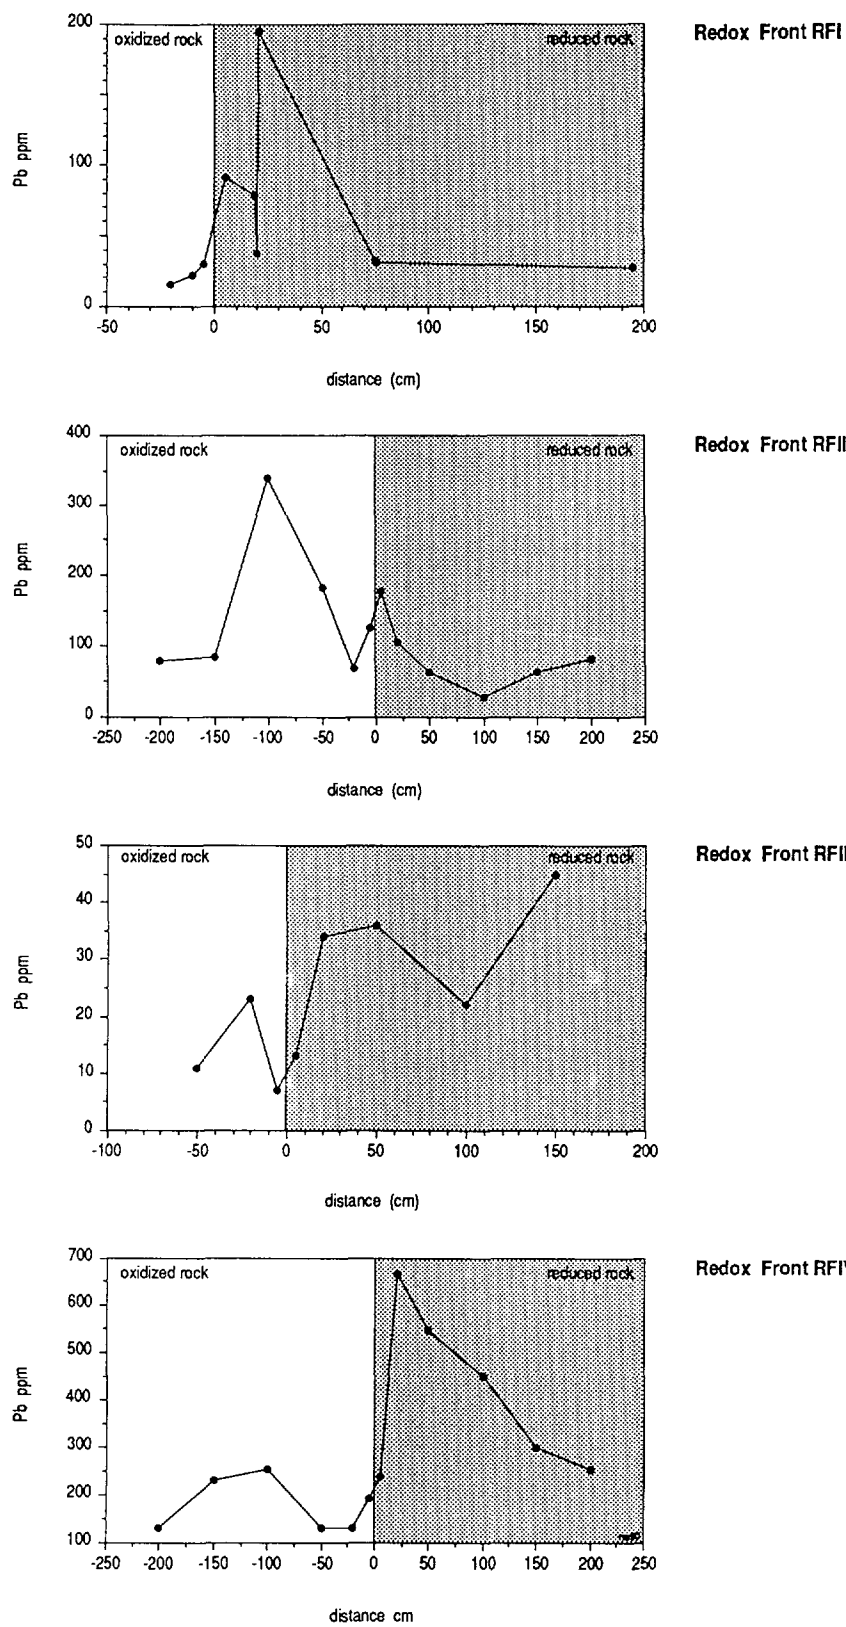 Redox Front RFI
200
oxidized rock
reduced rock
100
Pb ppm
0
-50 0 50 100 150 200
distance (cm)
Redox Front RFII
400
oxidized rock
reduced rock
300
Pb ppm
200
100
0
-250 -200 -150 -100 -50 0 50 100 150 200 250
distance (cm)
Redox Front RFII
50
oxidized rock
reduced rock
40
30
Pb ppm
20
10
0
-100 -50 0 50 100 150 200
distance (cm)
Redox Front RFI
700
oxidized rock
reduced rock
600
500
Pb ppm
400
300
200
100
-250 -200 -150 -100 -50 0 50 100 150 200 250
distance cm